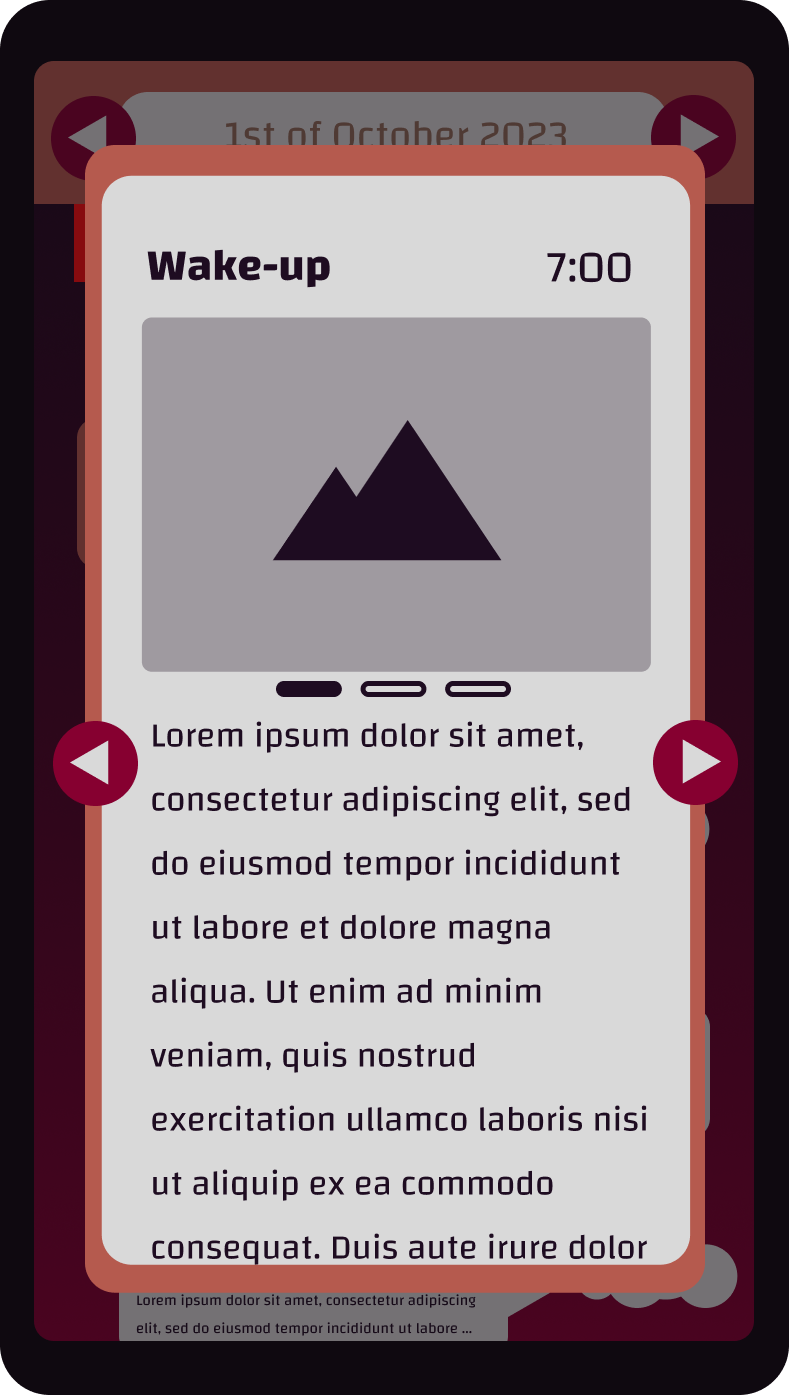 1st of October 2023
Wake-up 7:00
Lorem ipsum dolor sit amet,
consectetur adipiscing elit, sed
do eiusmod tempor incididunt
ut labore et dolore magna
aliqua. Ut enim ad minim
veniam, quis nostrud
exercitation ullamco laboris nisi
ut aliquip ex ea commodo
consequat. Duis aute irure dolor
Lorem ipsum dolor sit amet, consectetur adipiscing
elit, sed do eiusmod tempor incididunt ut labore ...